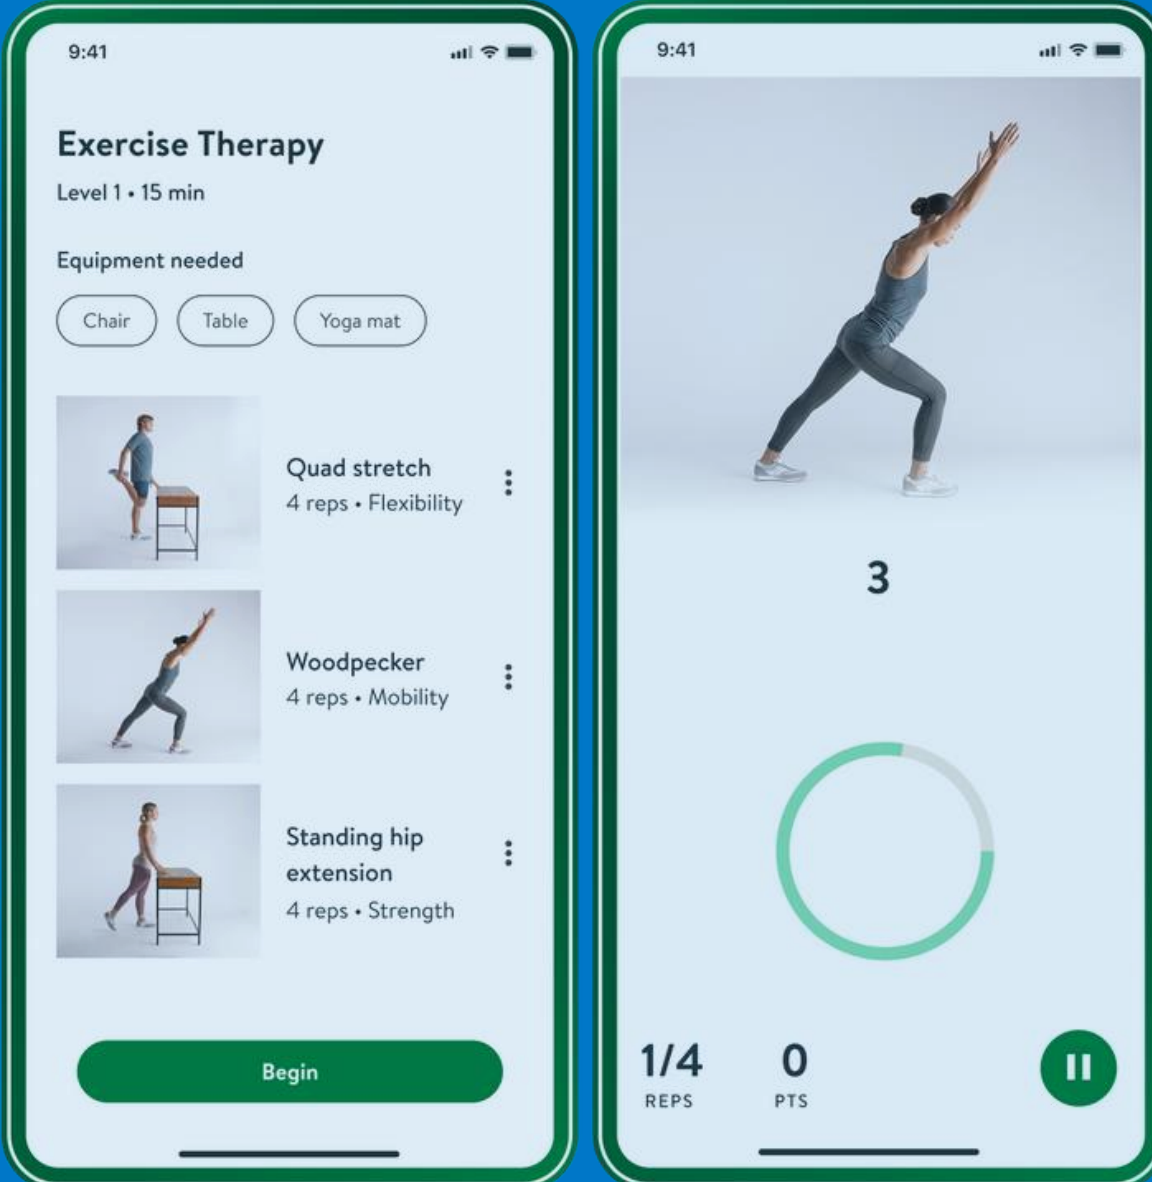 9:41
Exercise Therapy
Level 1 • 15 min
Equipment needed
Chair
Table
Yoga mat
Quad stretch
4 reps • Flexibility
Woodpecker
4 reps • Mobility
Standing hip
extension
4 reps • Strength
Begin
9:41
3
1/4
REPS
0
PTS